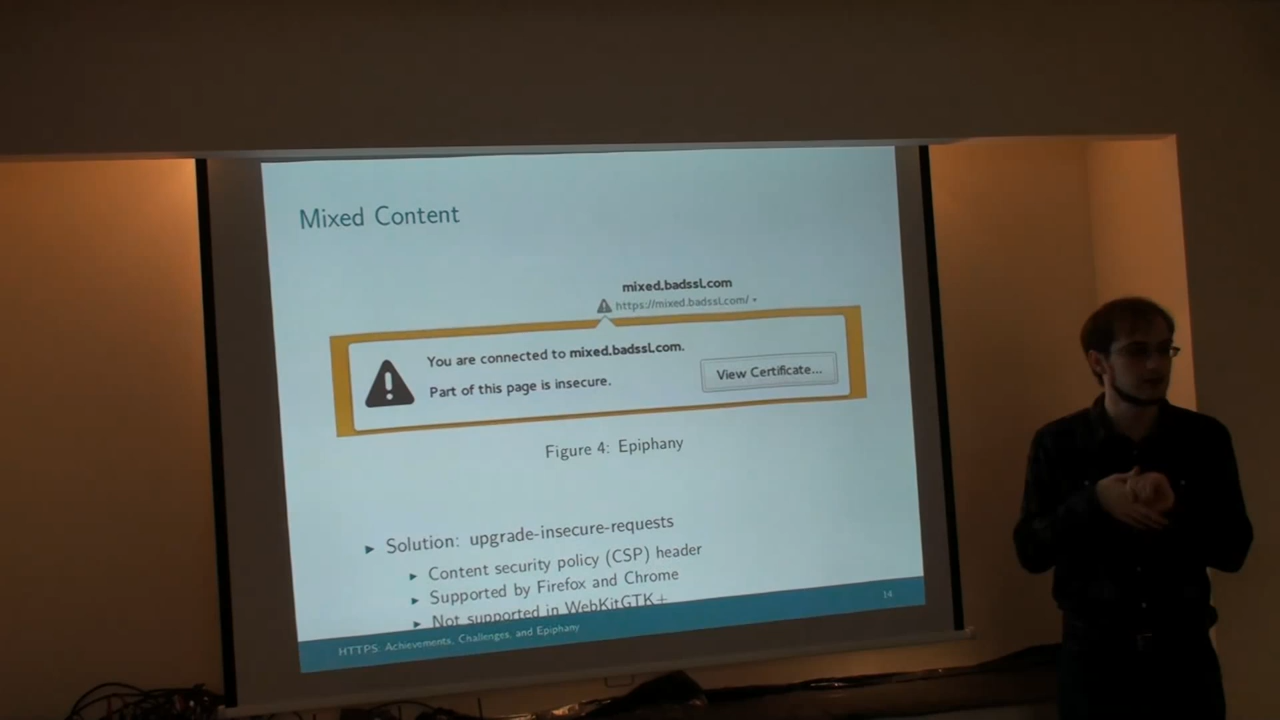 Mixed Content
mixed.badssl.com
https://mixed.badssl.com/
You are connected to mixed.badssl.com.
Part of this page is insecure.
View Certificate...
Figure 4: Epiphany
Solution: upgrade-insecure-requests
Content security policy (CSP) header
Supported by Firefox and Chrome
Not supported in WebKitGTK+
14
HTTPS: Achievements, Challenges, and Epiphany